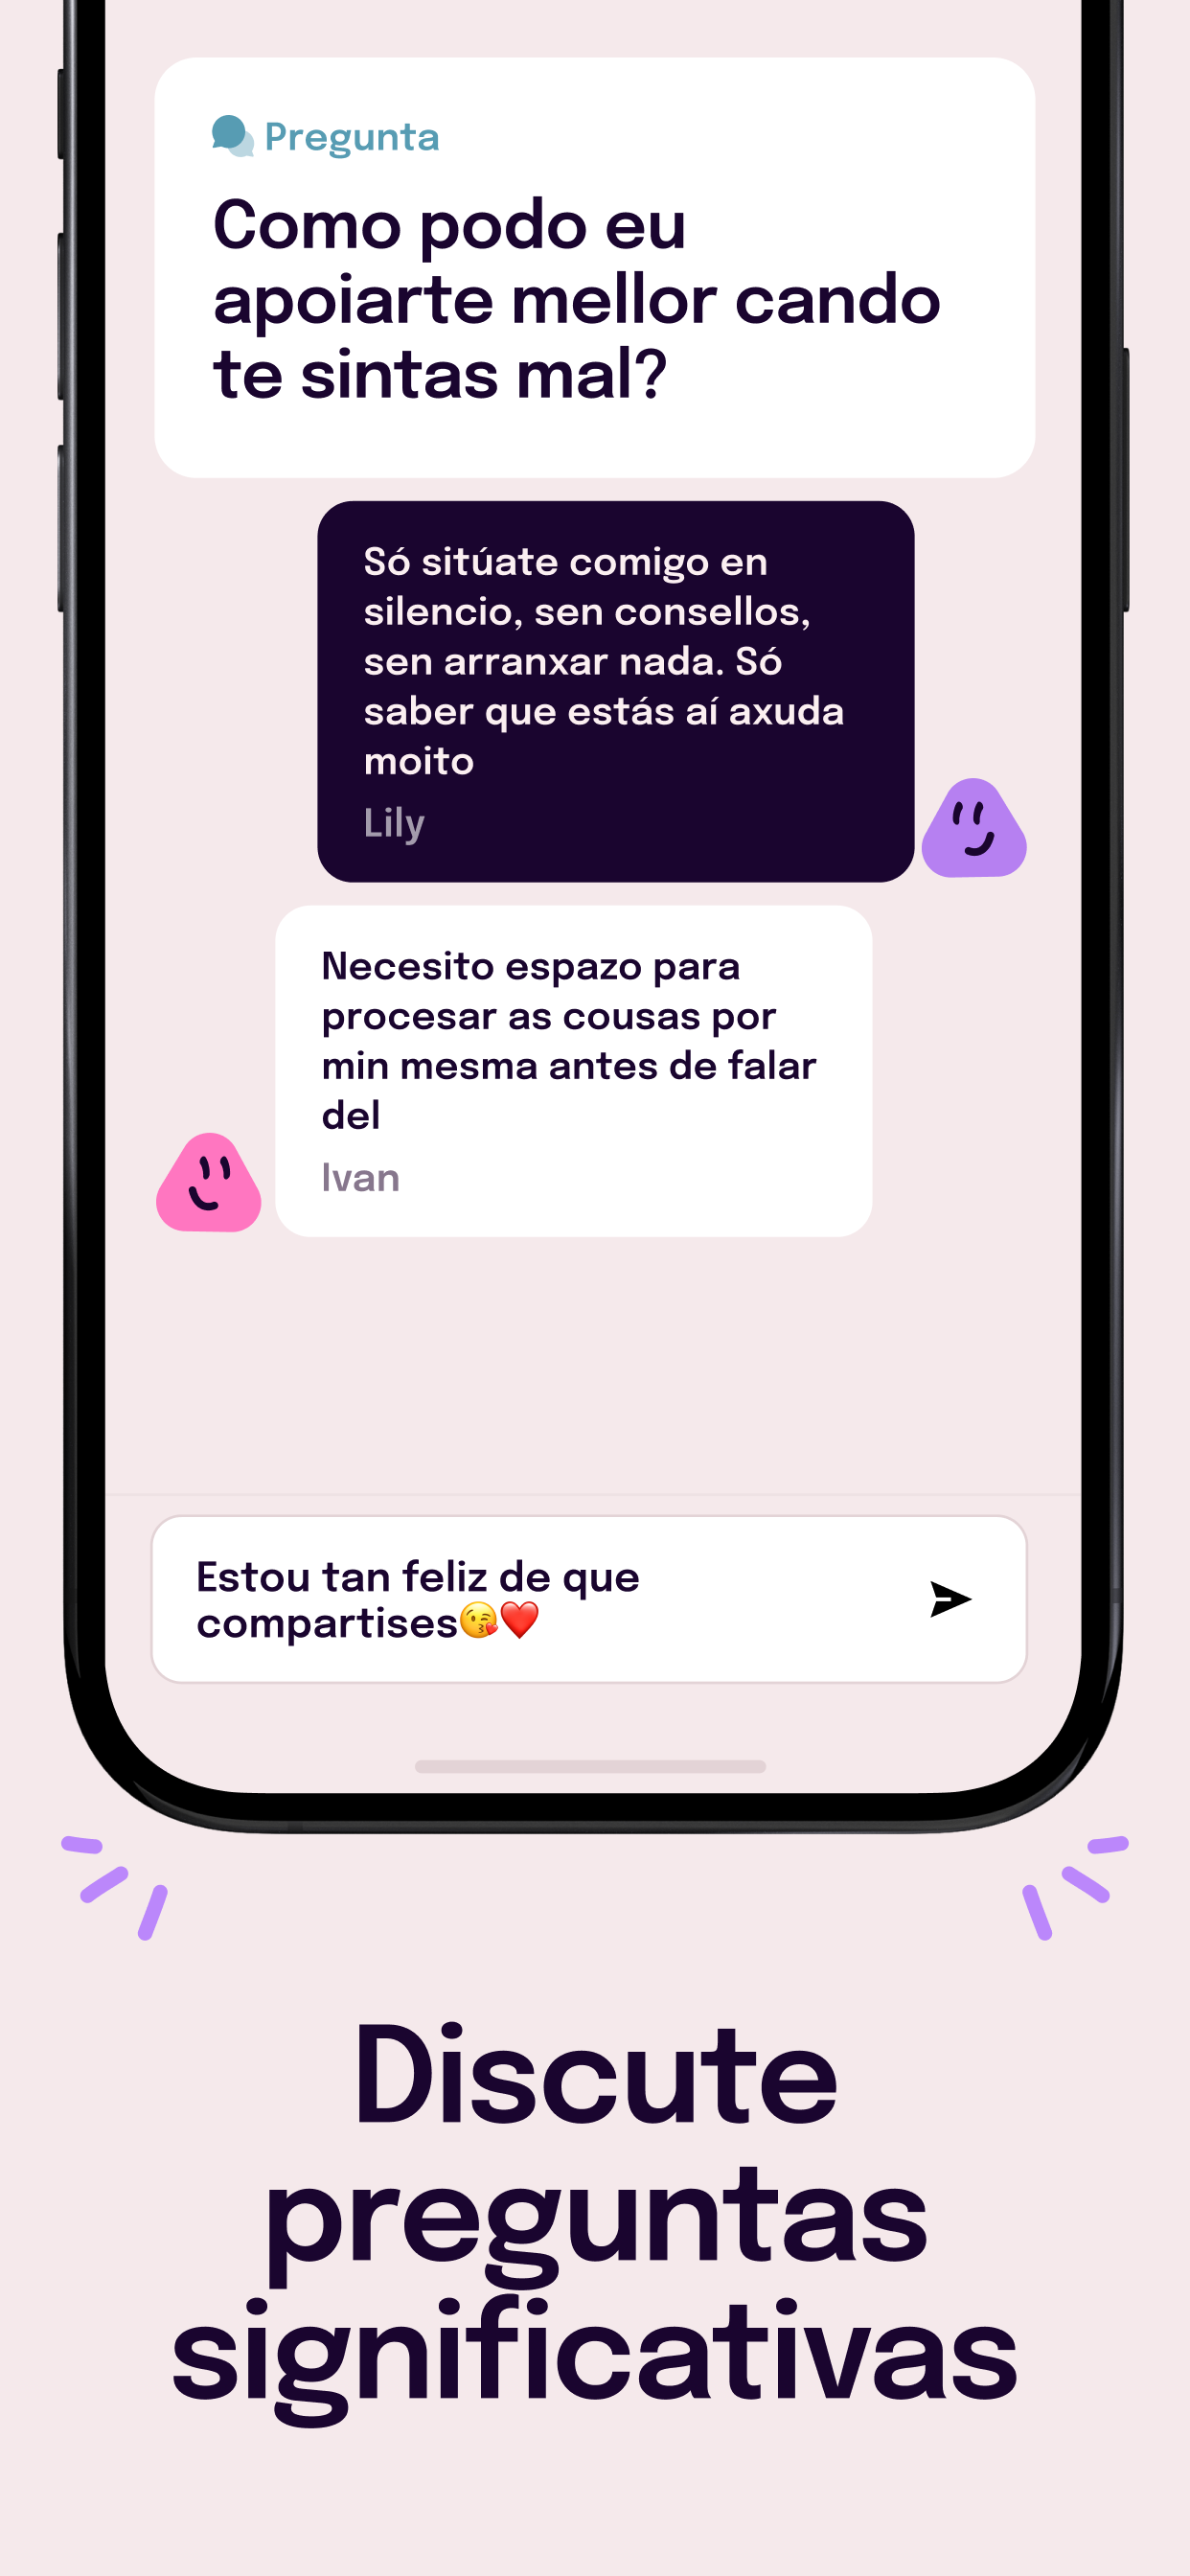 Pregunta
Como podo eu
apoiarte mellor cando
te sintas mal?
Só sitúate comigo en
silencio, sen consellos,
sen arranxar nada. Só
saber que estás aí axuda
moito
Lily
Necesito espazo para
procesar as cousas por
min mesma antes de falar
del
Ivan
Estou tan feliz de que
compartises😘❤️
Discute
preguntas
significativas